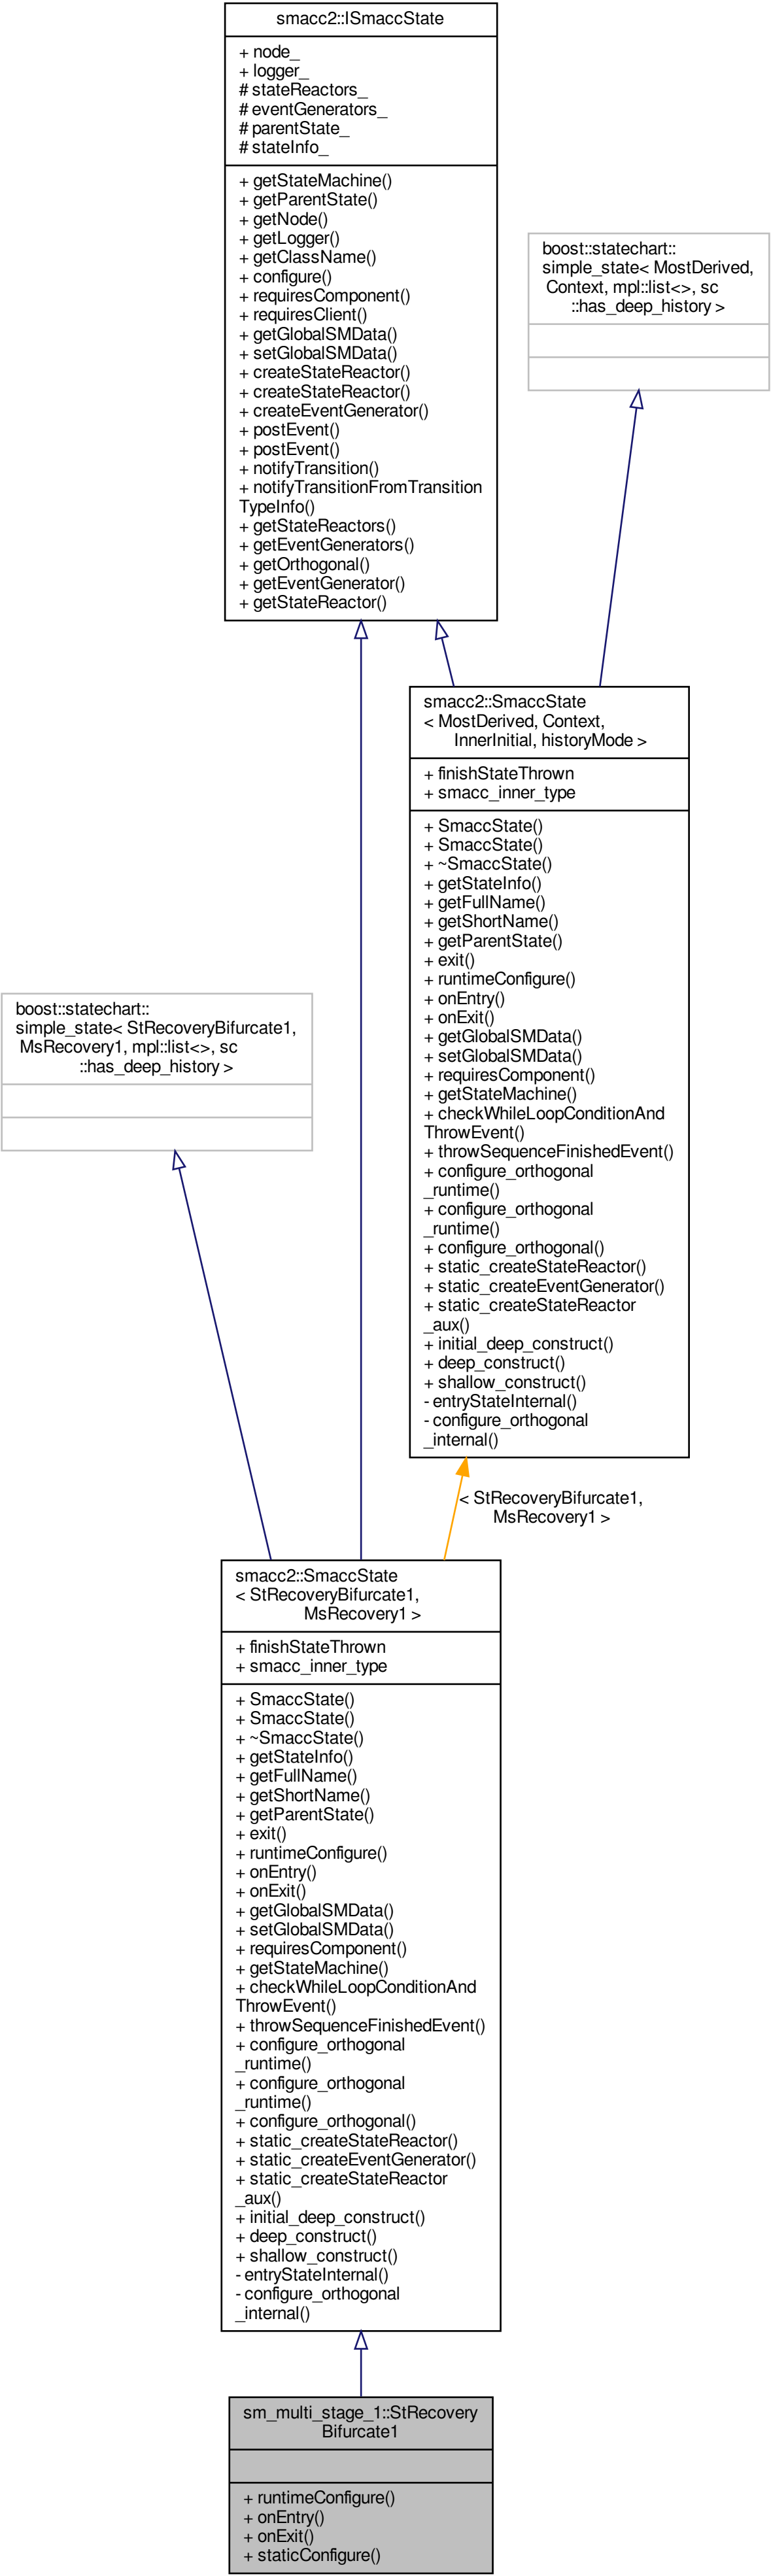 smacc2::ISmaccState
+ node_
+ logger_
# stateReactors_
# eventGenerators_
# parentState_
# stateInfo_
+ getStateMachine()
+ getParentState()
+ getNode()
+ getLogger()
+ getClassName()
+ configure()
+ requiresComponent()
+ requiresClient()
+ getGlobalSMData()
+ setGlobalSMData()
+ createStateReactor()
+ createStateReactor()
+ createEventGenerator()
+ postEvent()
+ postEvent()
+ notifyTransition()
+ notifyTransitionFromTransition
TypeInfo()
+ getStateReactors()
+ getEventGenerators()
+ getOrthogonal()
+ getEventGenerator()
+ getStateReactor()
boost::statechart::
simple_state< MostDerived,
Context, mpl::list<>, sc
::has_deep_history >
smacc2::SmaccState
< MostDerived, Context,
InnerInitial, historyMode >
+ finishStateThrown
+ smacc_inner_type
+ SmaccState()
+ SmaccState()
+ ~SmaccState()
+ getStateInfo()
+ getFullName()
+ getShortName()
+ getParentState()
+ exit()
+ runtimeConfigure()
+ onEntry()
+ onExit()
+ getGlobalSMData()
+ setGlobalSMData()
+ requiresComponent()
+ getStateMachine()
+ checkWhileLoopConditionAnd
ThrowEvent()
+ throwSequenceFinishedEvent()
+ configure_orthogonal
_runtime()
+ configure_orthogonal
_runtime()
+ configure_orthogonal()
+ static_createStateReactor()
+ static_createEventGenerator()
+ static_createStateReactor
_aux()
+ initial_deep_construct()
+ deep_construct()
+ shallow_construct()
- entryStateInternal()
- configure_orthogonal
_internal()
boost::statechart::
simple_state< StRecoveryBifurcate1,
MsRecovery1, mpl::list<>, sc
::has_deep_history >
< StRecoveryBifurcate1,
MsRecovery1 >
smacc2::SmaccState
< StRecoveryBifurcate1,
MsRecovery1 >
+ finishStateThrown
+ smacc_inner_type
+ SmaccState()
+ SmaccState()
+ ~SmaccState()
+ getStateInfo()
+ getFullName()
+ getShortName()
+ getParentState()
+ exit()
+ runtimeConfigure()
+ onEntry()
+ onExit()
+ getGlobalSMData()
+ setGlobalSMData()
+ requiresComponent()
+ getStateMachine()
+ checkWhileLoopConditionAnd
ThrowEvent()
+ throwSequenceFinishedEvent()
+ configure_orthogonal
_runtime()
+ configure_orthogonal
_runtime()
+ configure_orthogonal()
+ static_createStateReactor()
+ static_createEventGenerator()
+ static_createStateReactor
_aux()
+ initial_deep_construct()
+ deep_construct()
+ shallow_construct()
- entryStateInternal()
- configure_orthogonal
_internal()
sm_multi_stage_1::StRecovery
Bifurcate1
+ runtimeConfigure()
+ onEntry()
+ onExit()
+ staticConfigure()